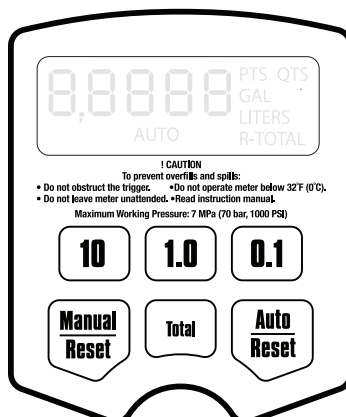 8,8888 PTS QTS
GAL
LITERS
AUTO R-TOTAL
! CAUTION
To prevent overfills and spills:
• Do not obstruct the trigger. •Do not operate meter below 32°F (0°C).
• Do not leave meter unattended. •Read instruction manual.
Maximum Working Pressure: 7 MPa (70 bar, 1000 PSI)
10 1.0 0.1
Manual Total Auto
Reset Reset